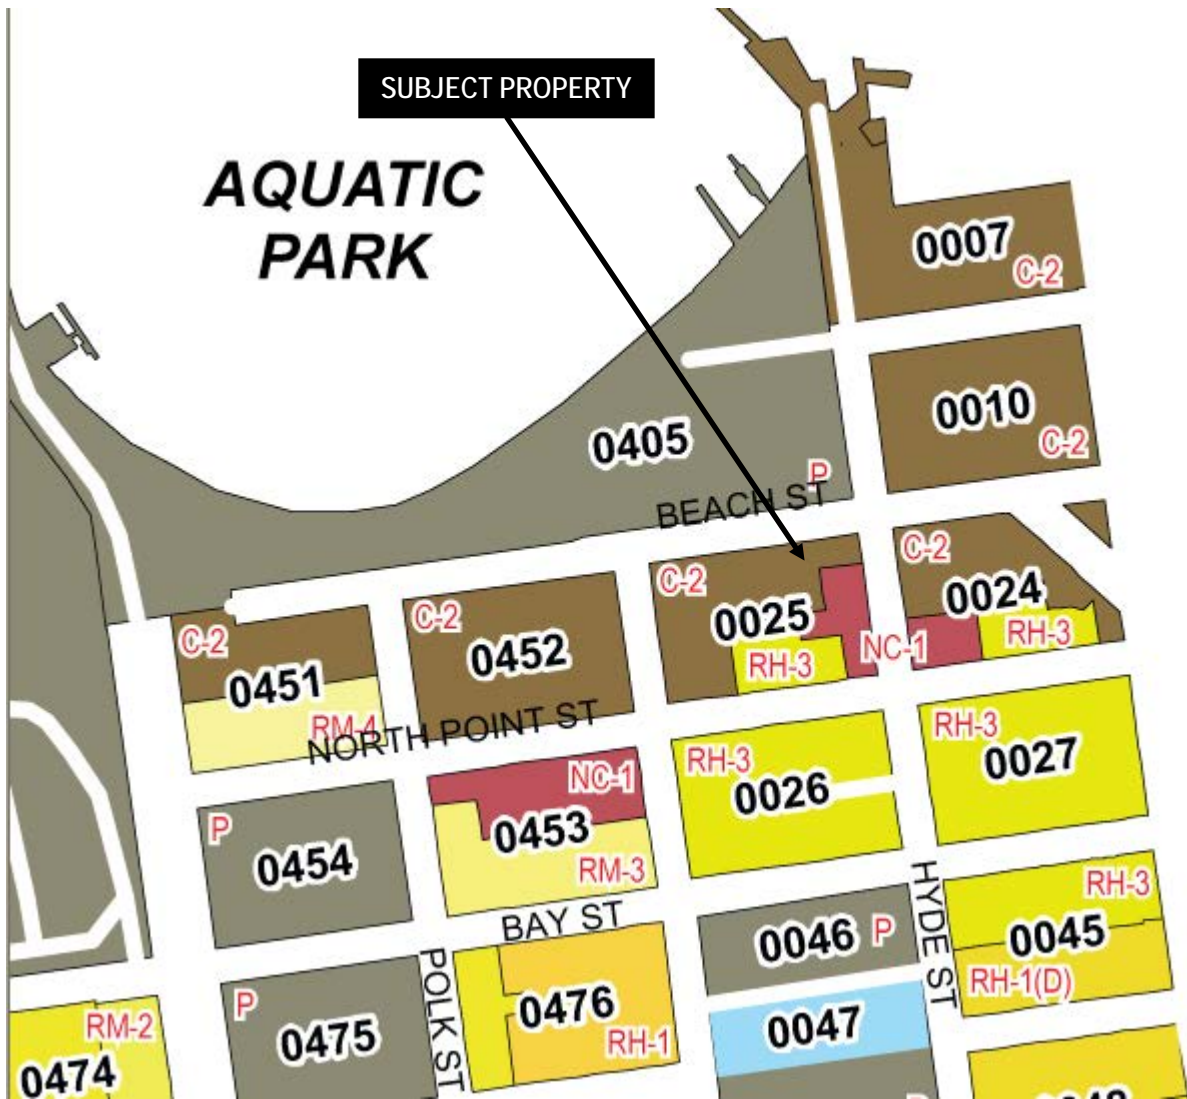 SUBJECT PROPERTY
AQUATIC
PARK
0007
C-2
0010
C-2
0405
P
BEACH ST
C-2
0025
RH-3
NC-1
C-2
0024
RH-3
C-2
0451
RM-4
C-2
0452
NORTH POINT ST
NC-1
0453
RM-3
RH-3
0026
RH-3
0027
P
0454
BAY ST
HYDE ST
0046
P
RH-3
0045
RH-1(D)
POLK ST
P
0475
0476
RH-1
0047
RM-2
0474